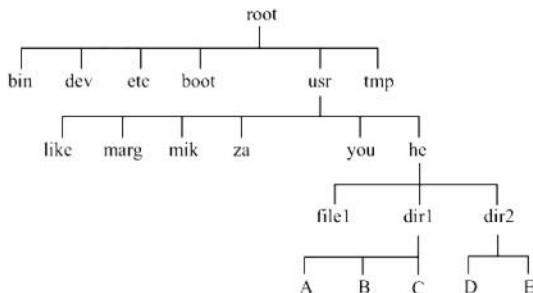 root
bin dev etc boot usr tmp
like marg mik za you he
file1 dir1 dir2
A B C D E